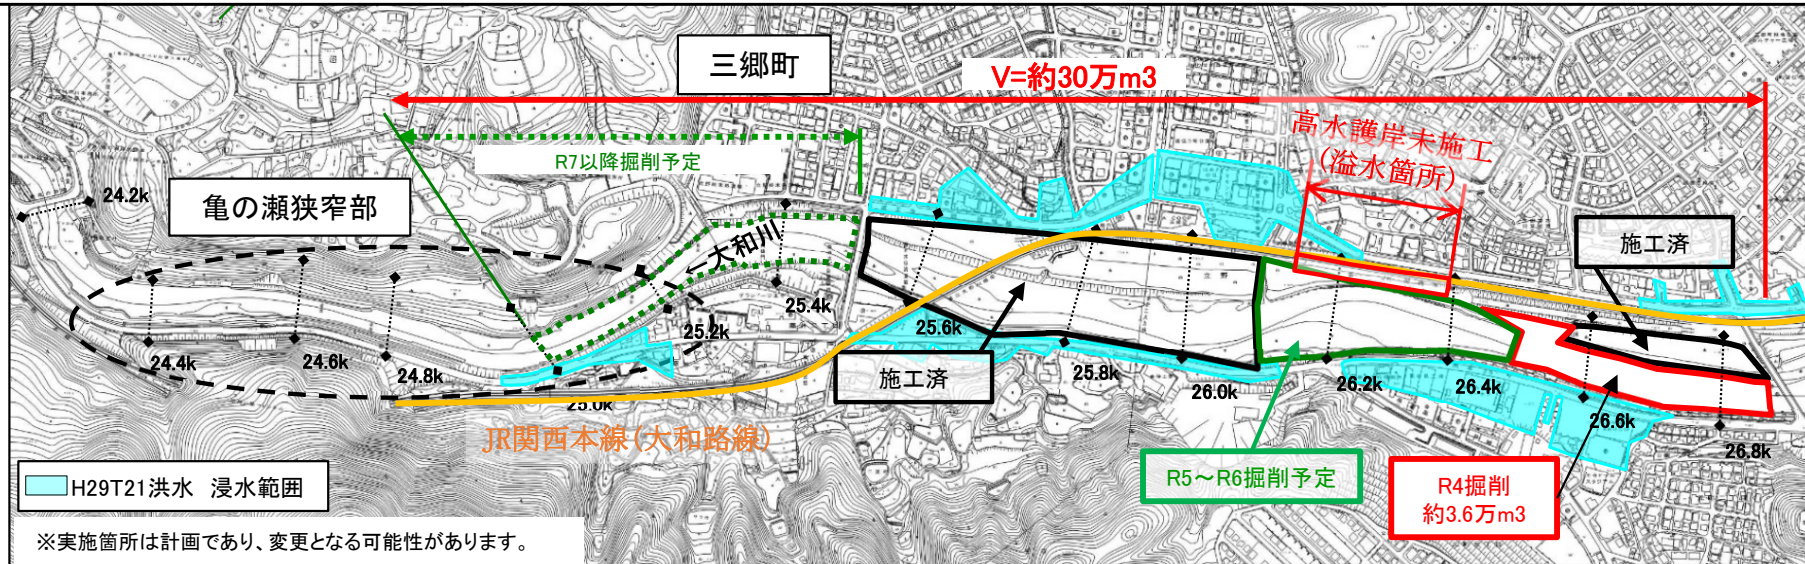 三郷町
V=約30万m3
R7以降掘削予定
高水護岸未施工
(溢水箇所)
亀の瀬狭窄部
←大和川
施工済
施工済
24.2k
24.4k
24.6k
24.8k
25.0k
25.2k
25.4k
25.6k
25.8k
26.0k
26.2k
26.4k
26.6k
26.8k
JR関西本線(大和路線)
R5～R6掘削予定
R4掘削
約3.6万m3
H29T21洪水 浸水範囲
※実施箇所は計画であり、変更となる可能性があります。